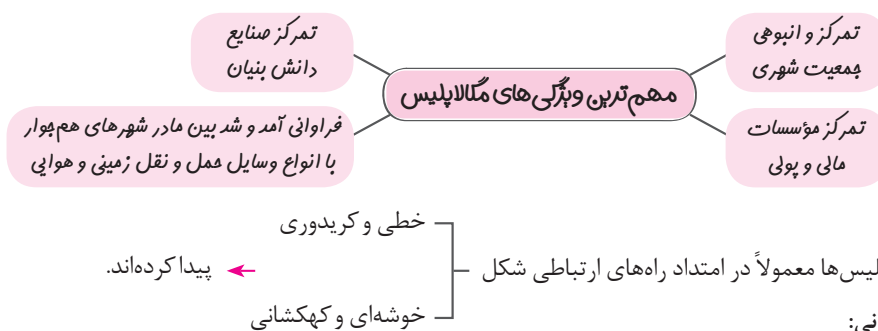 تمرکز و انبوهی
جمعیت شهری
تمرکز صنایع
دانش بنیان
مهم‌ترین ویژگی‌های مگالاپلیس
تمرکز مؤسسات
مالی و پولی
فراوانی آمد و شد بین مادر شهرهای هم‌جوار
با انواع وسایل حمل و نقل زمینی و هوایی
خطی و کریدوری
لیس‌ها معمولاً در امتداد راه‌های ارتباطی شکل
پیدا کرده‌اند.
خوشه‌ای و کهکشانی
نی: